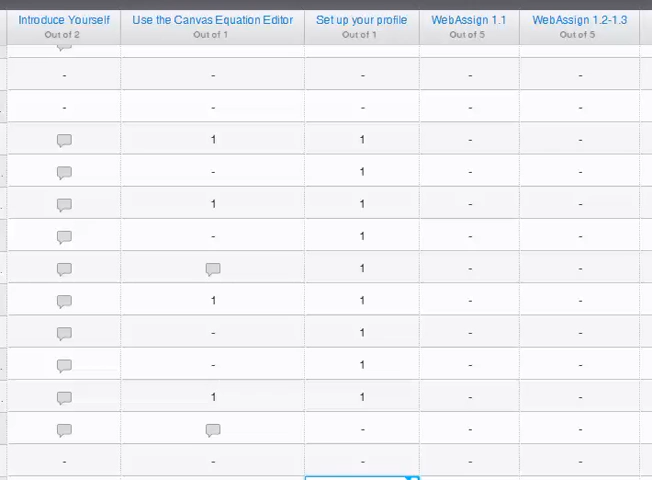 Introduce Yourself Use the Canvas Equation Editor Set up your profile WebAssign 1.1 WebAssign 1.2-1.3
Out of 2 Out of 1 Out of 1 Out of 5 Out of 5
- - - - -
- - - - -
1 1 - -
- 1 - -
1 1 - -
- 1 - -
1 - -
1 1 - -
- 1 - -
- 1 - -
1 1 - -
- - -
- - - - -